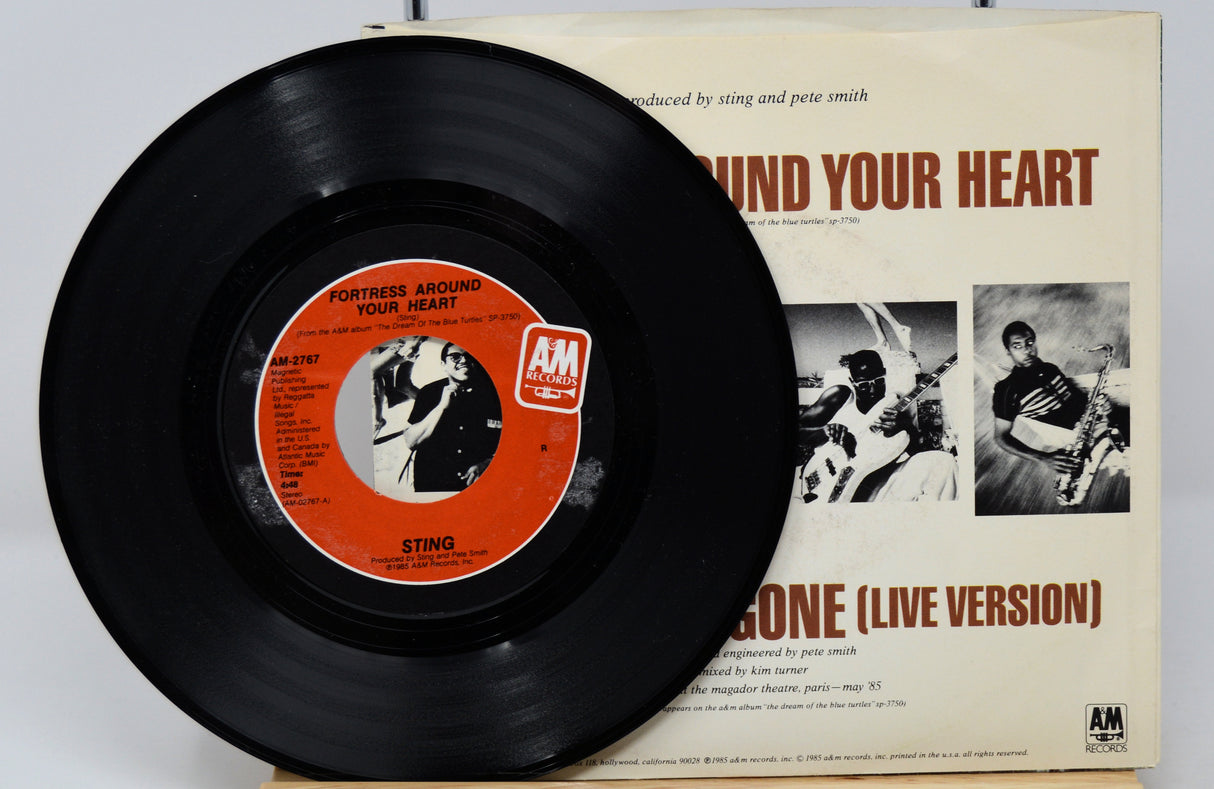 FORTRESS AROUND
YOUR HEART
(Sting)
(From the A&M album "The Dream Of The Blue Turtles" SP-3750)
AM-2767
Magnetic
Publishing
Ltd., represented
by Reggatta
Music /
Illegal
Songs, Inc.
Administered
in the U.S.
and Canada by
Atlantic Music
Corp. (BMI)
Time:
4:48
Stereo
(AM-02767-A)
A&M
RECORDS
R
STING
Produced by Sting and Pete Smith
℗1985 A&M Records, Inc.
produced by sting and pete smith
OUND YOUR HEART
of the blue turtles" sp-3750)
GONE (LIVE VERSION)
engineered by pete smith
mixed by kim turner
the magador theatre, paris—may '85
appears on the a&m album "the dream of the blue turtles" sp-3750)
118, hollywood, california 90028 ℗1985 a&m records, inc. © 1985 a&m records, inc. printed in the u.s.a. all rights reserved.
A&M
RECORDS